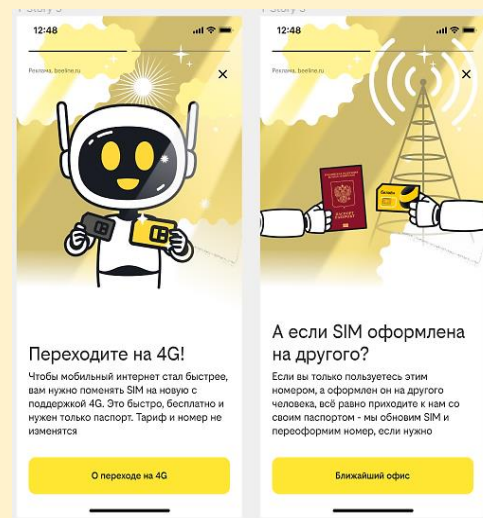 12:48
Реклама. beeline.ru
Переходите на 4G!
Чтобы мобильный интернет стал быстрее,
вам нужно поменять SIM на новую с
поддержкой 4G. Это быстро, бесплатно и
нужен только паспорт. Тариф и номер не
изменятся
О переходе на 4G
12:48
Реклама. beeline.ru
ПАСПОРТ
билайн
А если SIM оформлена
на другого?
Если вы только пользуетесь этим
номером, а оформлен он на другого
человека, всё равно приходите к нам со
своим паспортом - мы обновим SIM и
переоформим номер, если нужно
Ближайший офис